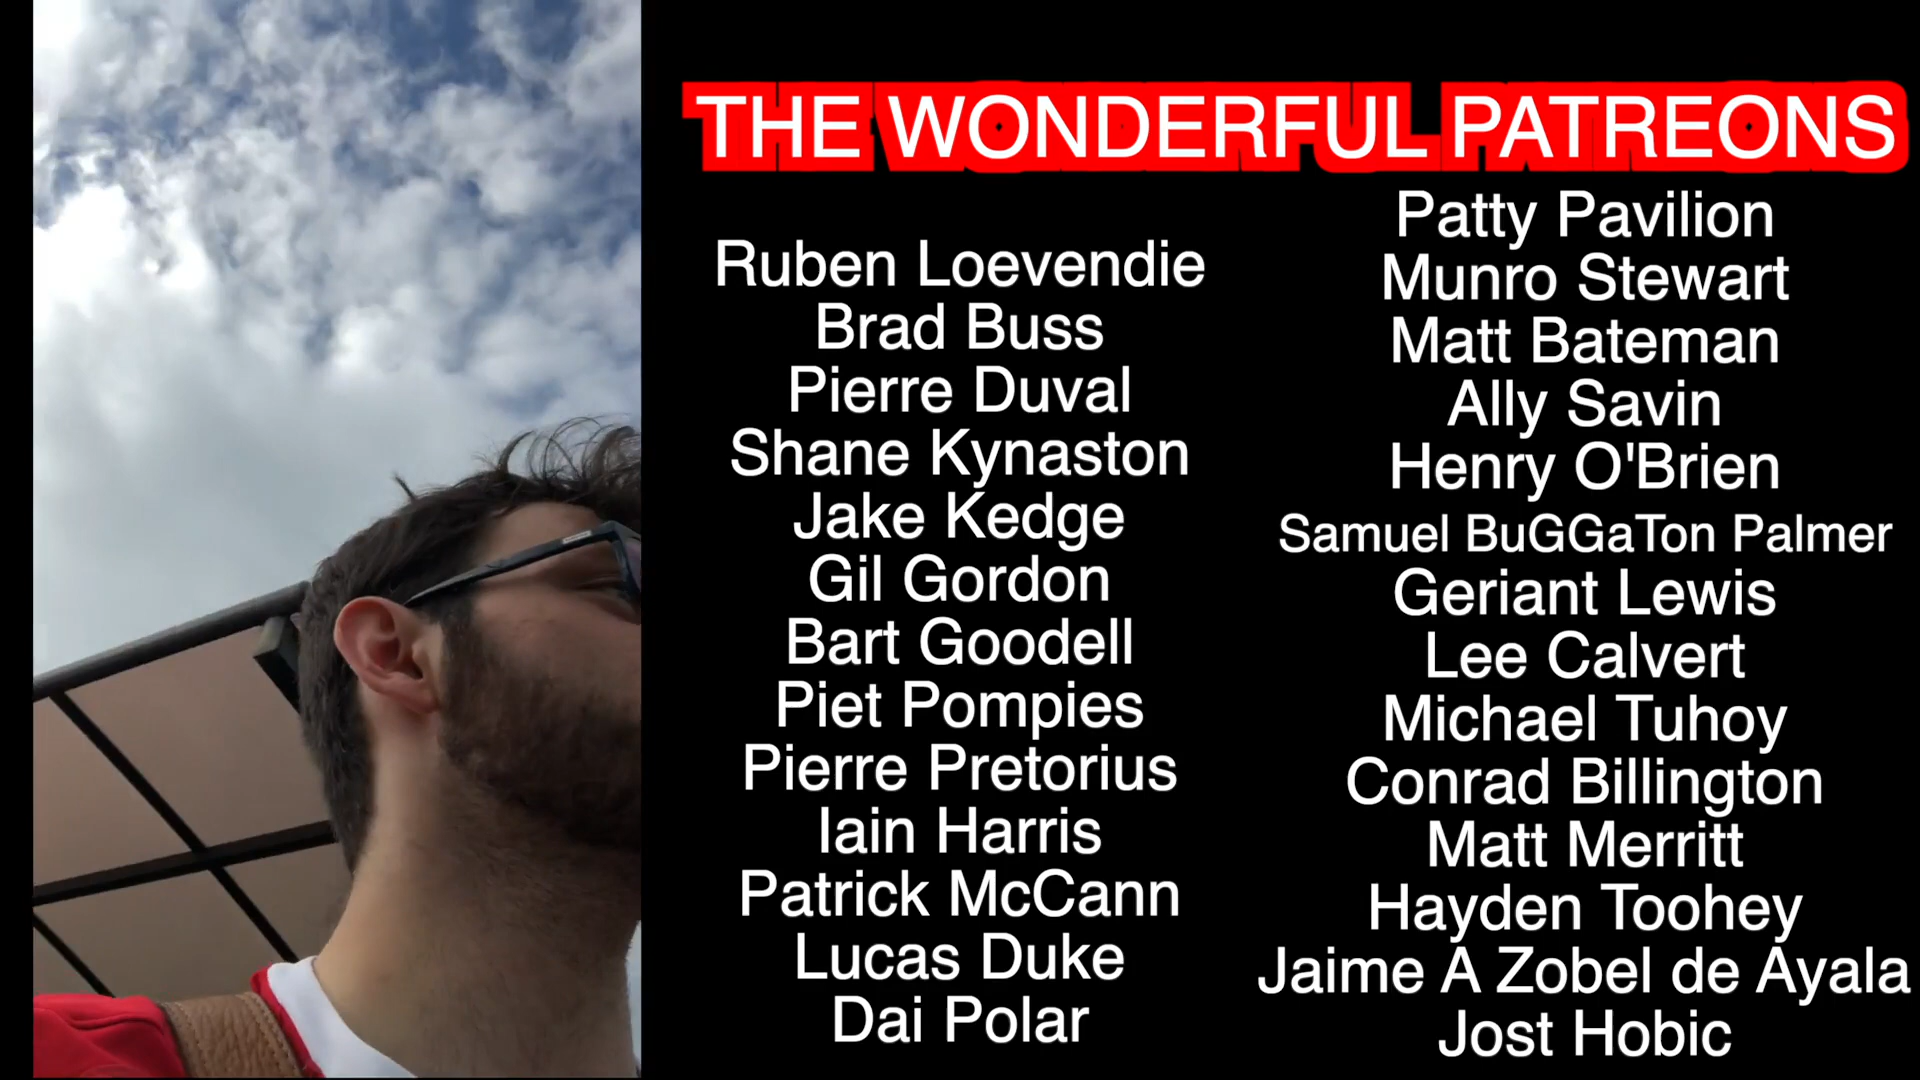 THE WONDERFUL PATREONS
Ruben Loevendie
Brad Buss
Pierre Duval
Shane Kynaston
Jake Kedge
Gil Gordon
Bart Goodell
Piet Pompies
Pierre Pretorius
Iain Harris
Patrick McCann
Lucas Duke
Dai Polar
Patty Pavilion
Munro Stewart
Matt Bateman
Ally Savin
Henry O'Brien
Samuel BuGGaTon Palmer
Geriant Lewis
Lee Calvert
Michael Tuhoy
Conrad Billington
Matt Merritt
Hayden Toohey
Jaime A Zobel de Ayala
Jost Hobic